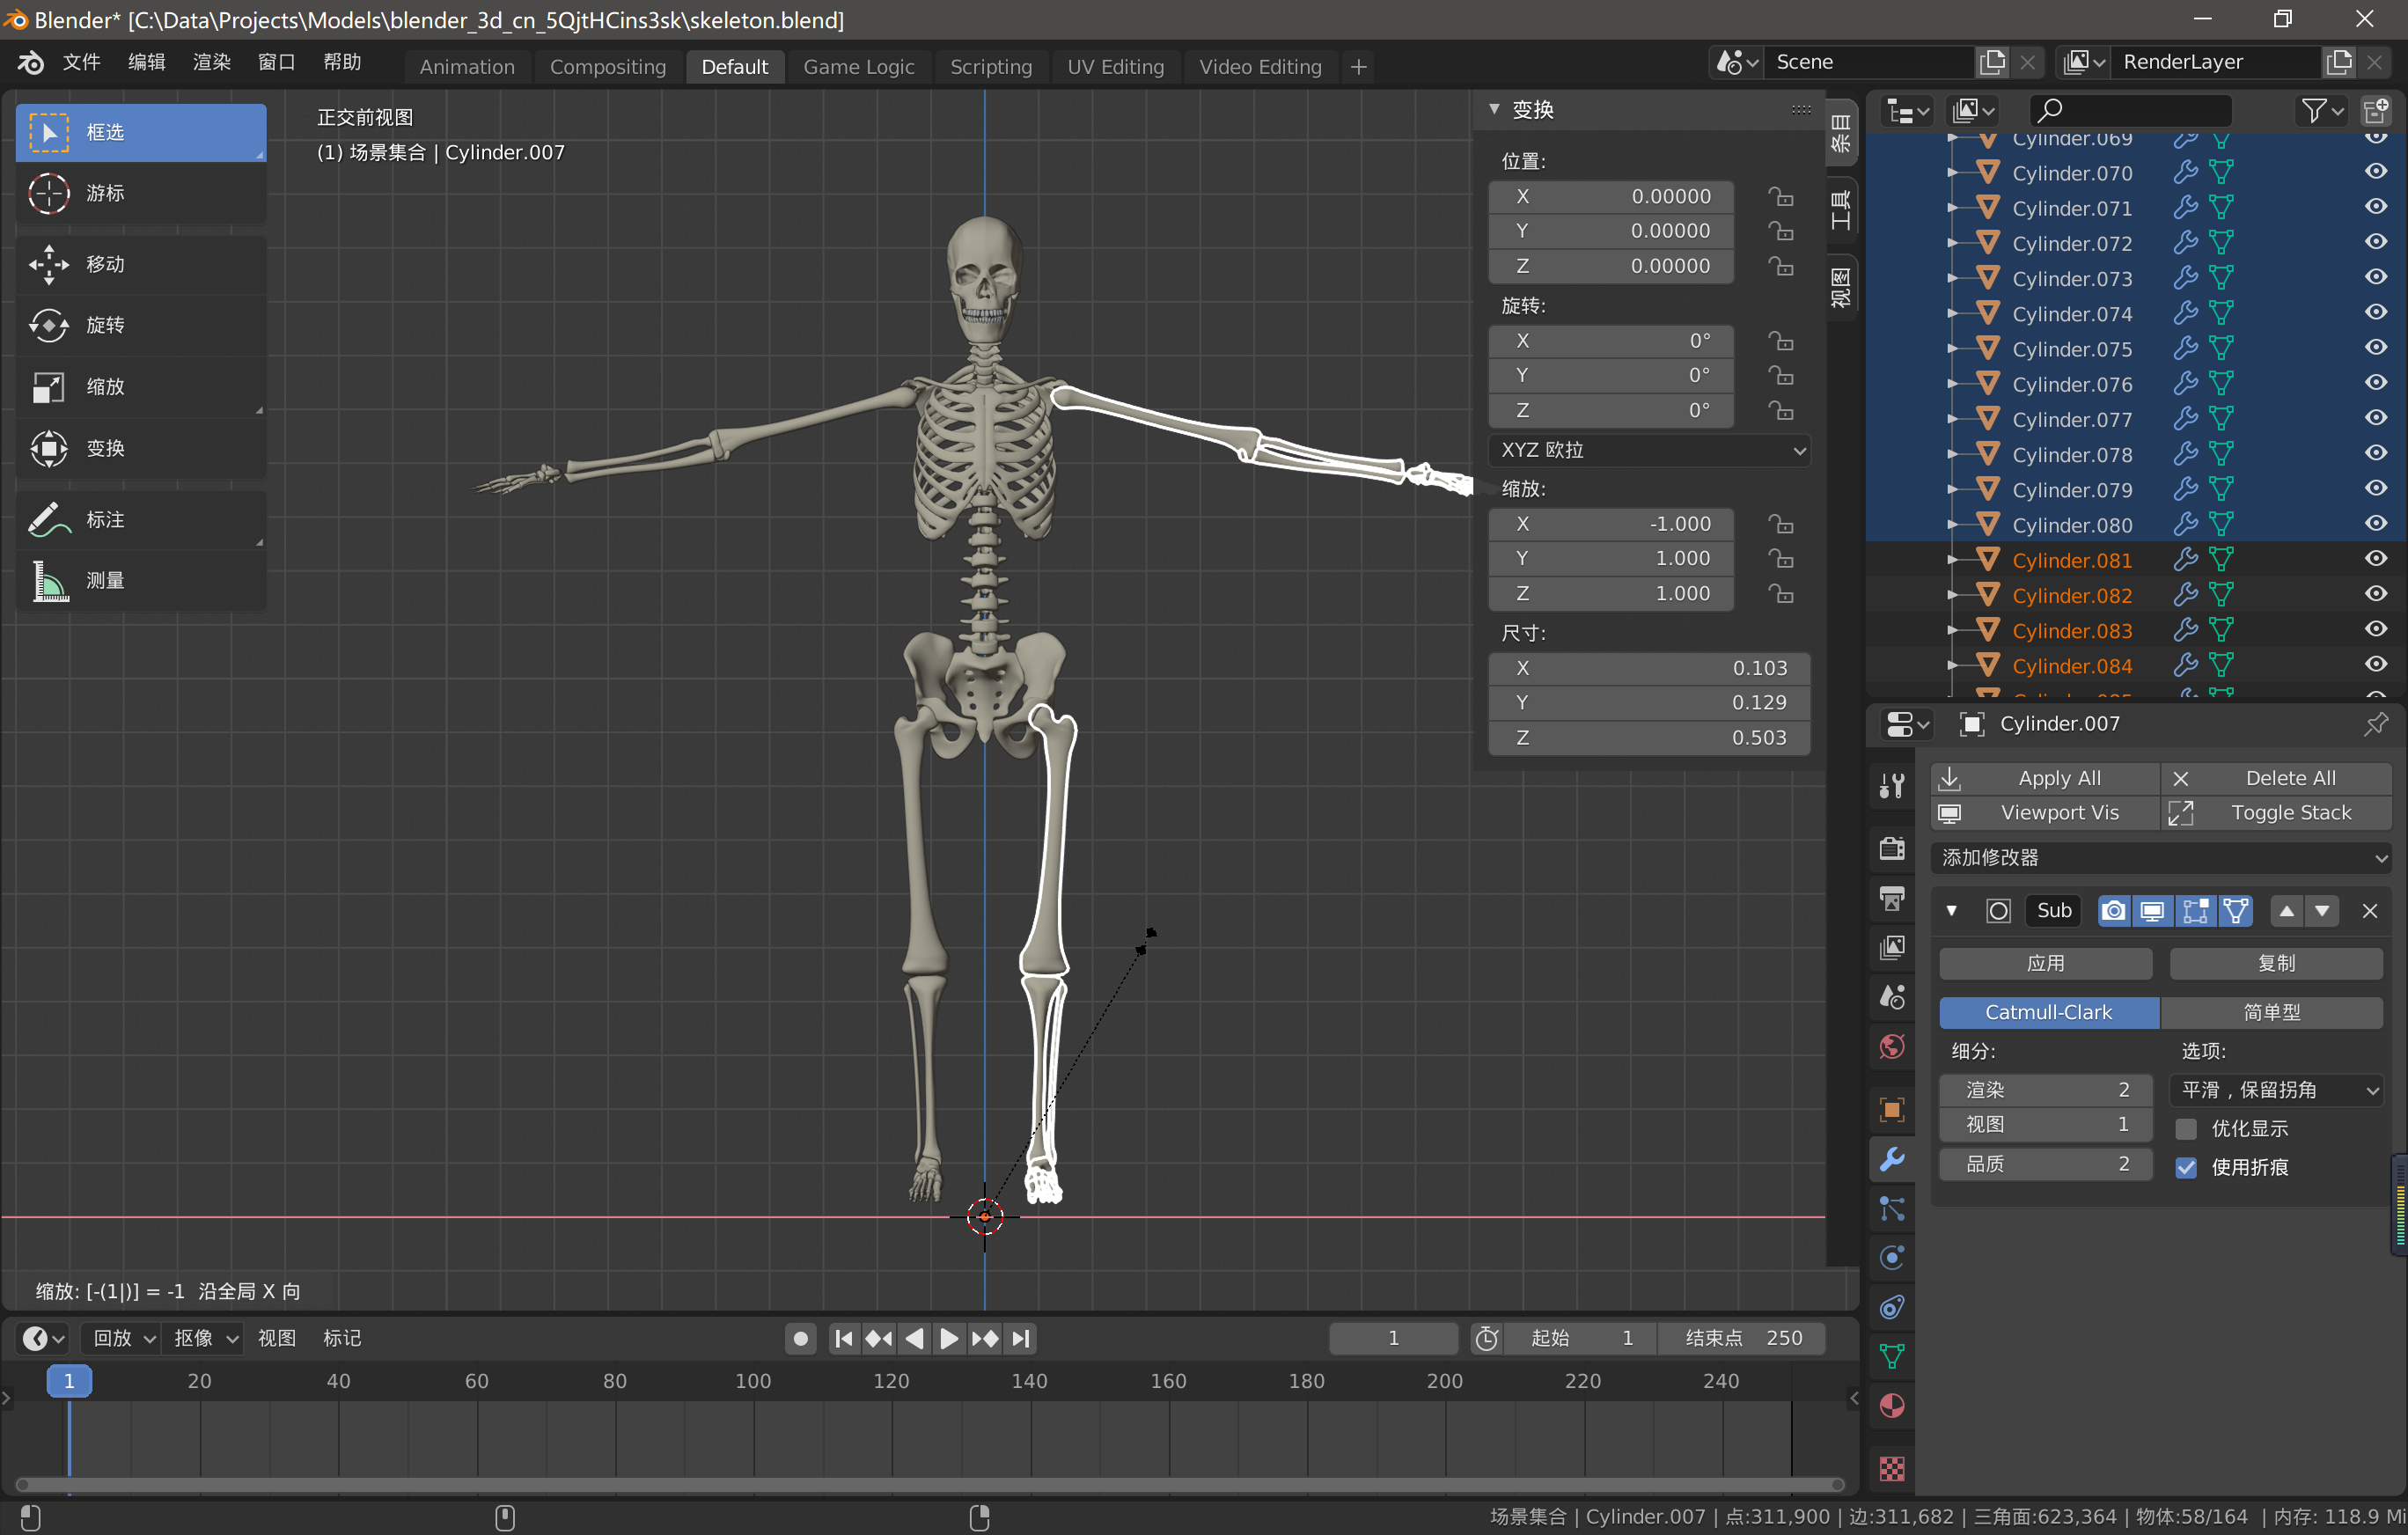 Blender* [C:\Data\Projects\Models\blender_3d_cn_5QjtHCins3sk\skeleton.blend]
文件 编辑 渲染 窗口 帮助 Animation Compositing Default Game Logic Scripting UV Editing Video Editing + Scene RenderLayer
框选
游标
移动
旋转
缩放
变换
标注
测量
正交前视图
(1) 场景集合 | Cylinder.007
变换
位置:
X 0.00000
Y 0.00000
Z 0.00000
旋转:
X 0°
Y 0°
Z 0°
XYZ 欧拉
缩放:
X -1.000
Y 1.000
Z 1.000
尺寸:
X 0.103
Y 0.129
Z 0.503
条目
工具
视图
Cylinder.069
Cylinder.070
Cylinder.071
Cylinder.072
Cylinder.073
Cylinder.074
Cylinder.075
Cylinder.076
Cylinder.077
Cylinder.078
Cylinder.079
Cylinder.080
Cylinder.081
Cylinder.082
Cylinder.083
Cylinder.084
Cylinder.007
Apply All Delete All
Viewport Vis Toggle Stack
添加修改器
Sub
应用 复制
Catmull-Clark 简单型
细分: 选项:
渲染 2 平滑，保留拐角
视图 1 优化显示
品质 2 使用折痕
缩放: [-(1|)] = -1 沿全局 X 向
回放 抠像 视图 标记 1 起始 1 结束点 250
1 20 40 60 80 100 120 140 160 180 200 220 240
场景集合 | Cylinder.007 | 点:311,900 | 边:311,682 | 三角面:623,364 | 物体:58/164 | 内存: 118.9 M